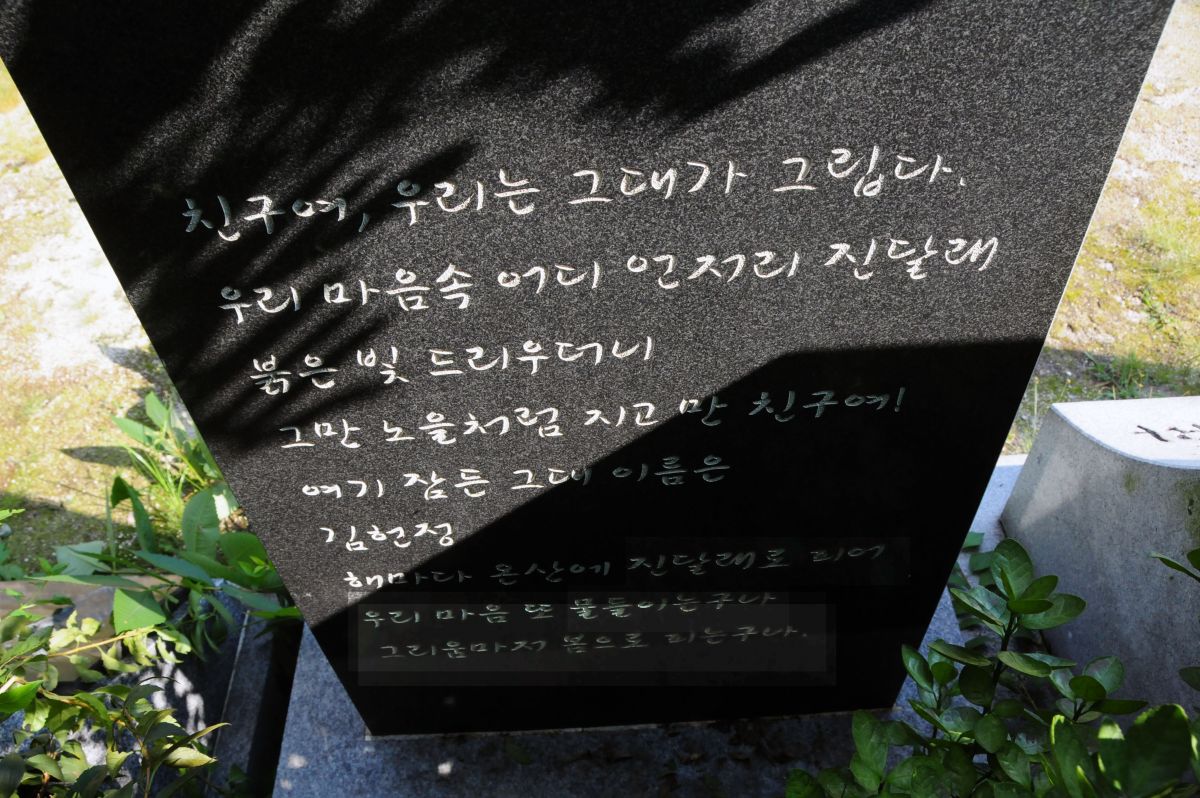 친구여, 우리는 그대가 그립다.
우리 마음속 어디 언저리 진달래
붉은 빛 드리우더니
그만 노을처럼 지고 만 친구여!
여기 잠든 그대 이름은
김헌정
해마다 온산에 진달래로 피어
우리 마음 또 물들이는구나
그리움마저 봄으로 피는구나.